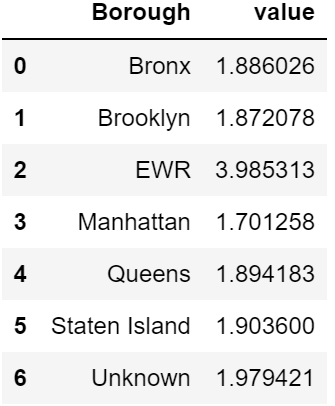 Borough value
0 Bronx 1.886026
1 Brooklyn 1.872078
2 EWR 3.985313
3 Manhattan 1.701258
4 Queens 1.894183
5 Staten Island 1.903600
6 Unknown 1.979421